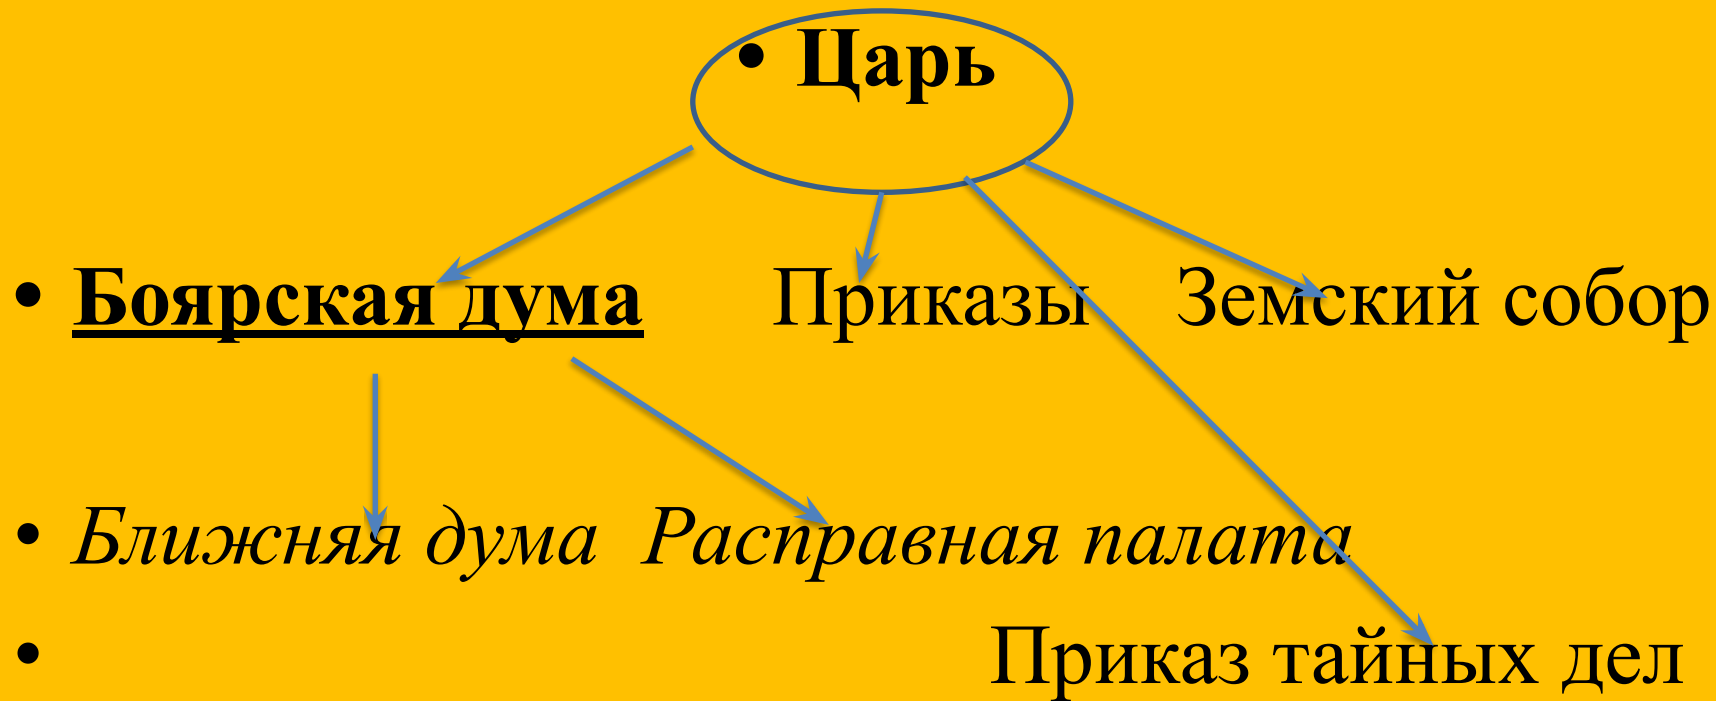 • Царь
• Боярская дума Приказы Земский собор
• Ближняя дума Расправная палата
• Приказ тайных дел